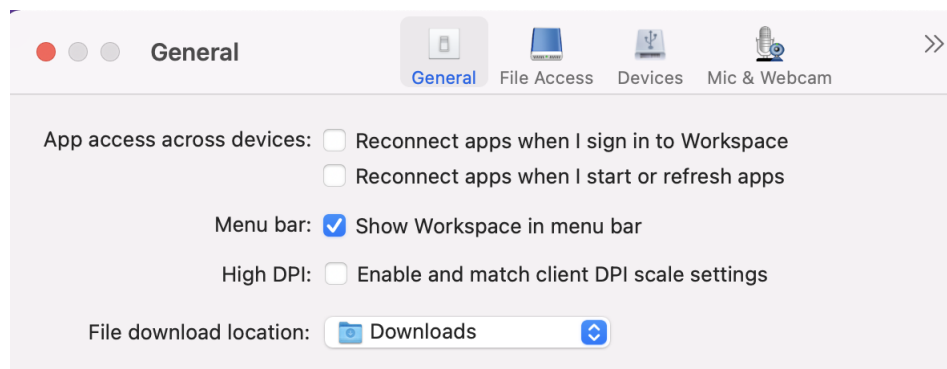 General
General File Access Devices Mic & Webcam
App access across devices: Reconnect apps when I sign in to Workspace
Reconnect apps when I start or refresh apps
Menu bar: Show Workspace in menu bar
High DPI: Enable and match client DPI scale settings
File download location: Downloads